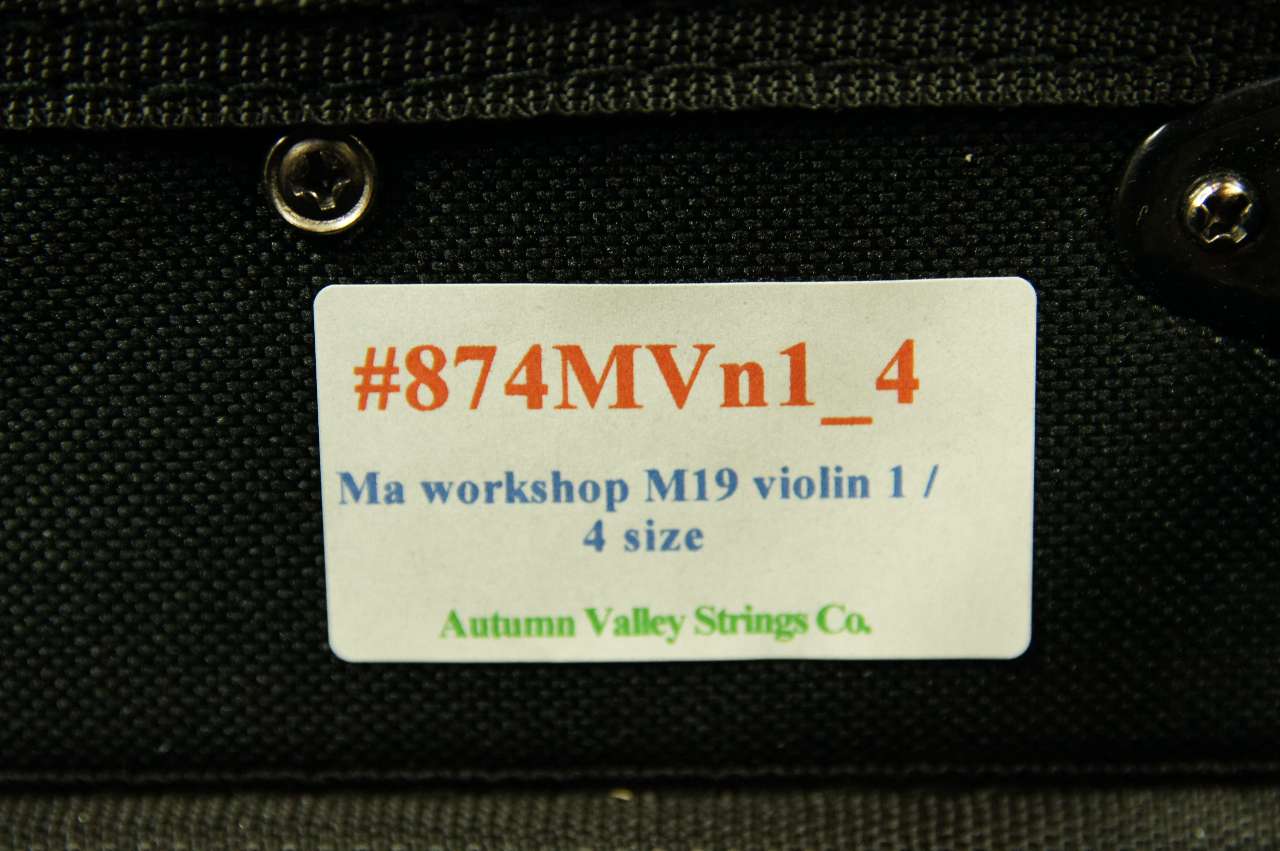 #874MVn1_4
Ma workshop M19 violin 1 /
4 size
Autumn Valley Strings Co.